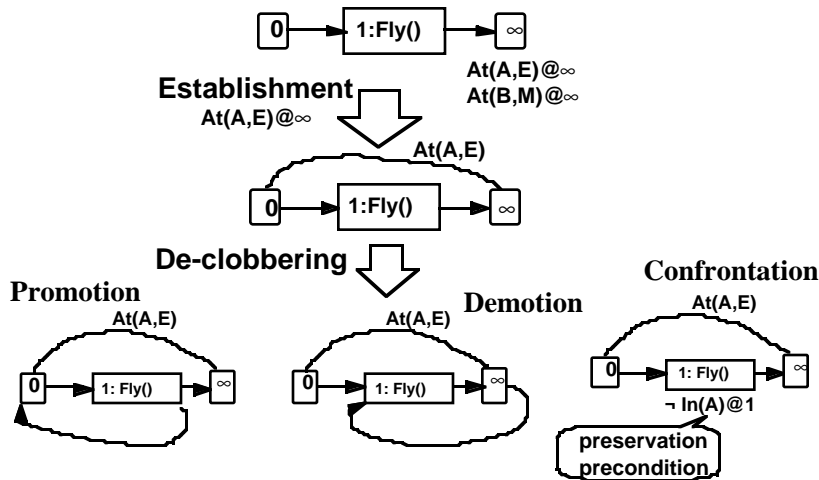 0
1:Fly()
∞
At(A,E)@∞
At(B,M)@∞
Establishment
At(A,E)@∞
At(A,E)
0
1:Fly()
∞
De-clobbering
Promotion
At(A,E)
0
1: Fly()
∞
Demotion
At(A,E)
0
1: Fly()
∞
Confrontation
At(A,E)
0
1: Fly()
∞
¬ In(A)@1
preservation
precondition